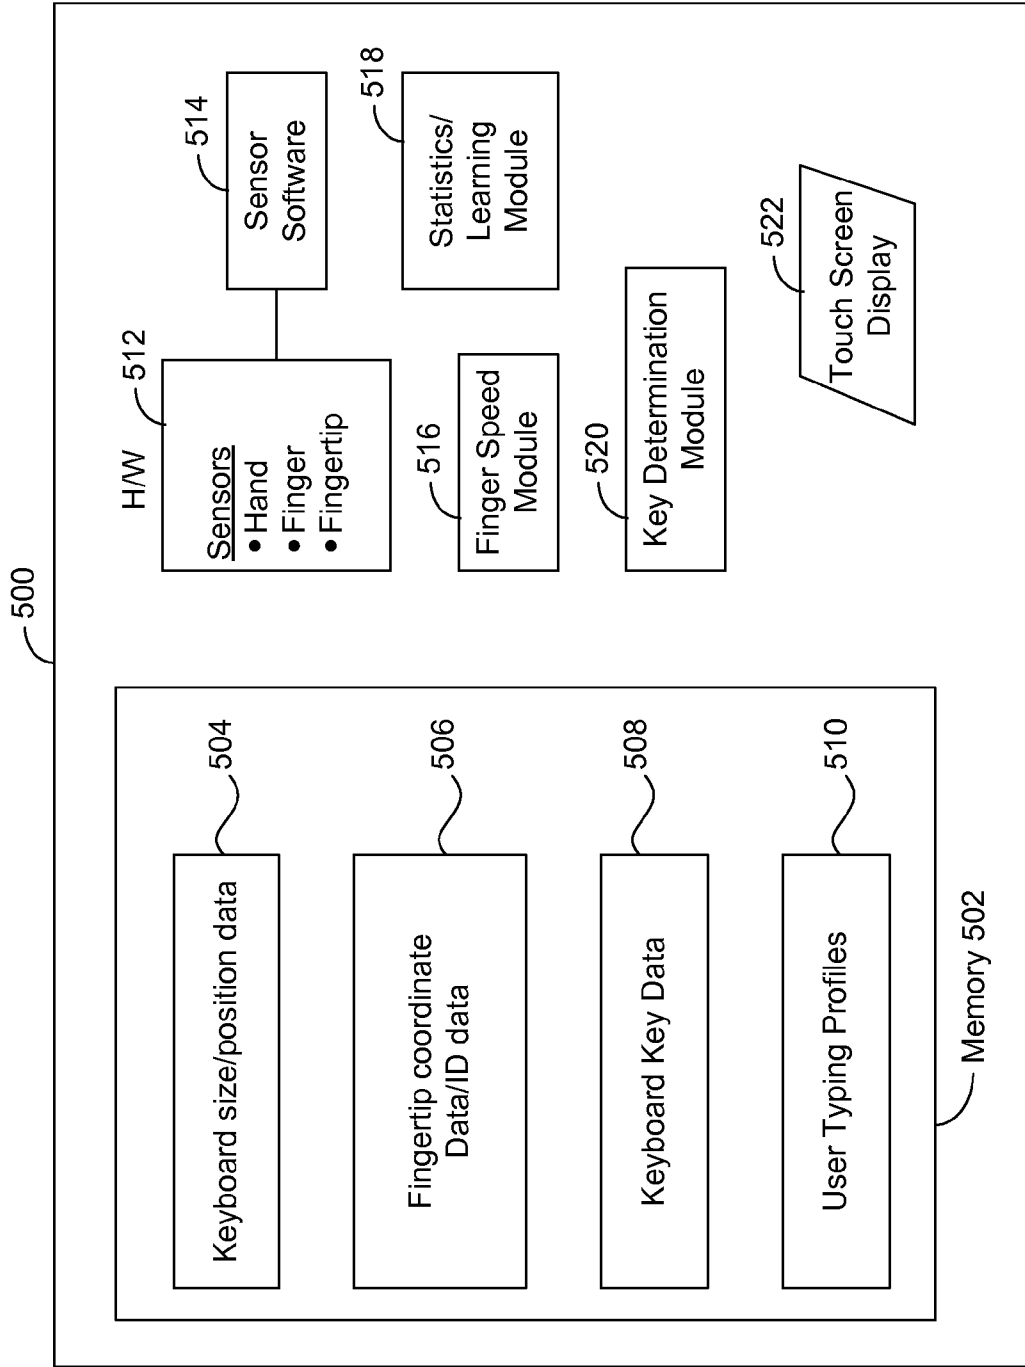 500
504
Keyboard size/position data
506
Fingertip coordinate
Data/ID data
508
Keyboard Key Data
510
User Typing Profiles
Memory 502
H/W
512
Sensors
• Hand
• Finger
• Fingertip
514
Sensor
Software
516
Finger Speed
Module
518
Statistics/
Learning
Module
520
Key Determination
Module
522
Touch Screen
Display